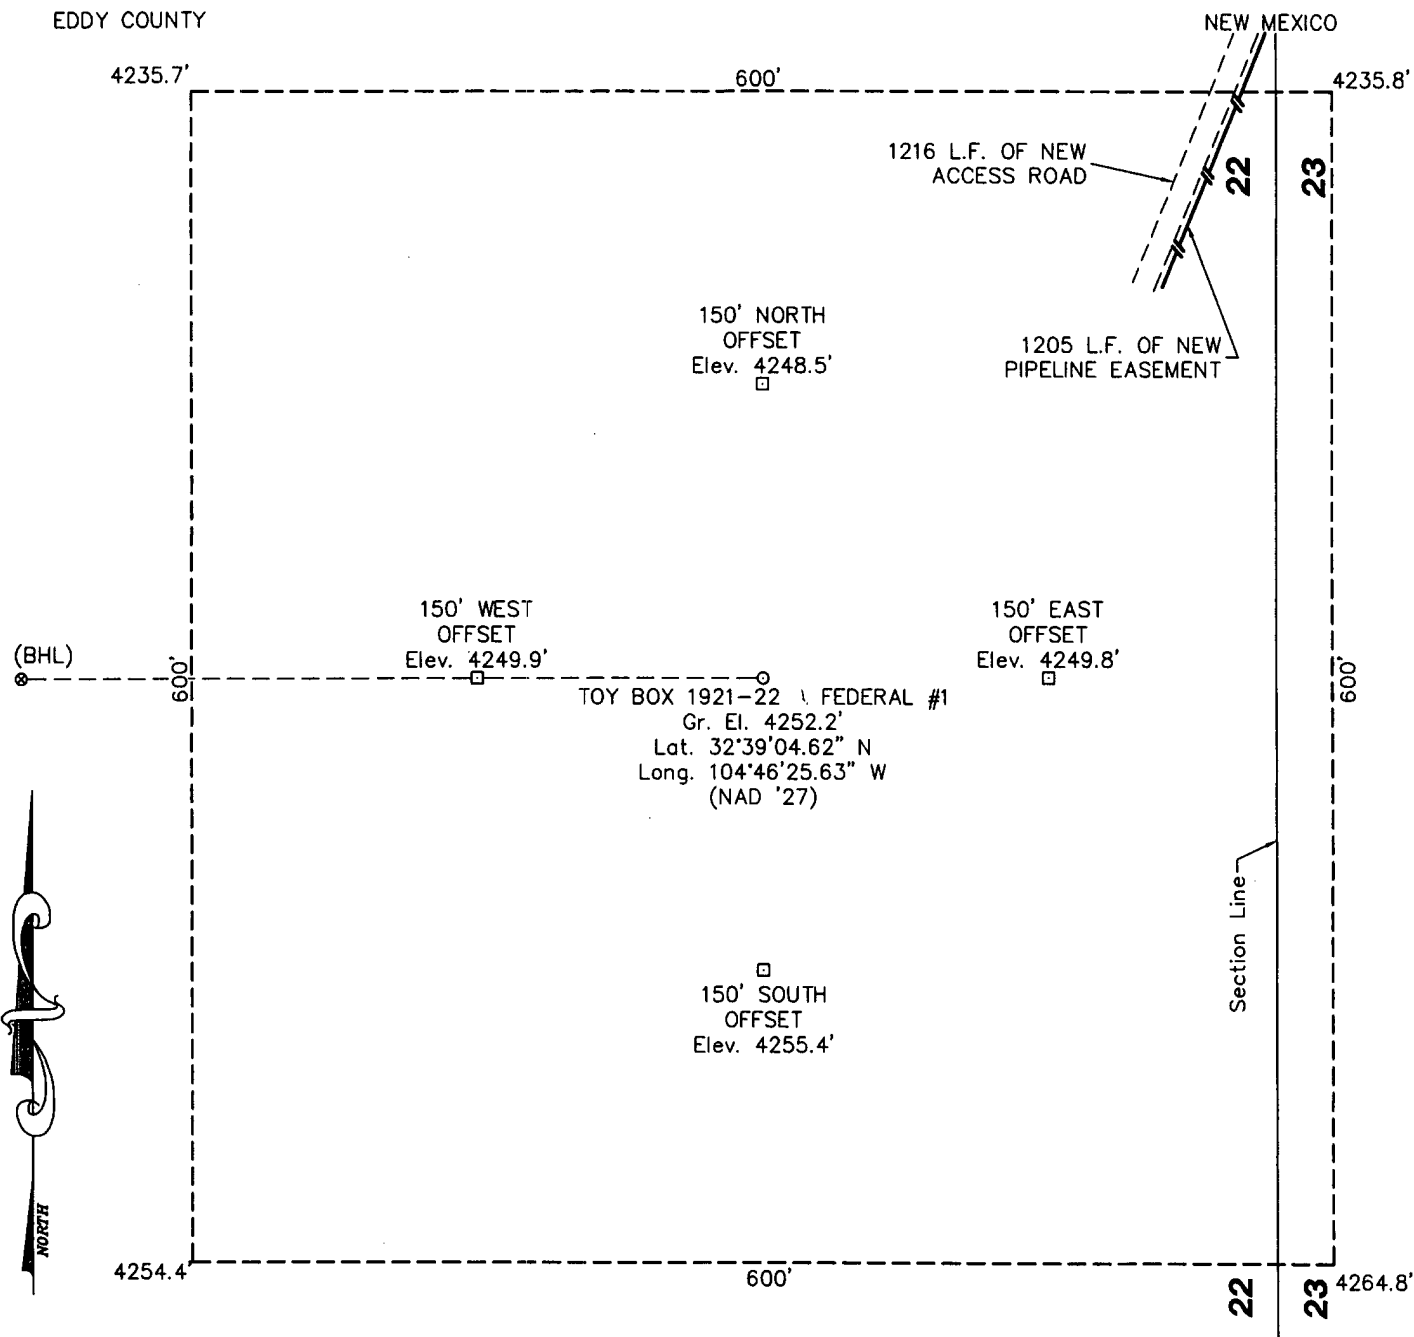 EDDY COUNTY
NEW MEXICO
4235.7'
600'
4235.8'
1216 L.F. OF NEW
ACCESS ROAD
22
23
150' NORTH
OFFSET
Elev. 4248.5'
1205 L.F. OF NEW
PIPELINE EASEMENT
150' WEST
OFFSET
Elev. 4249.9'
150' EAST
OFFSET
Elev. 4249.8'
(BHL)
600'
600'
TOY BOX 1921-22 \ FEDERAL #1
Gr. El. 4252.2'
Lat. 32°39'04.62" N
Long. 104°46'25.63" W
(NAD '27)
Section Line
150' SOUTH
OFFSET
Elev. 4255.4'
NORTH
4254.4'
600'
22
23
4264.8'